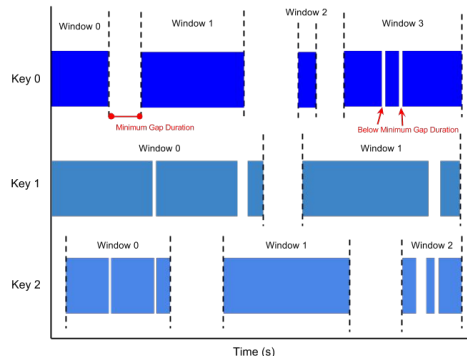 Window 0
Window 1
Window 2
Window 3
Key 0
Minimum Gap Duration
Below Minimum Gap Duration
Window 0
Window 1
Key 1
Window 0
Window 1
Window 2
Key 2
Time (s)